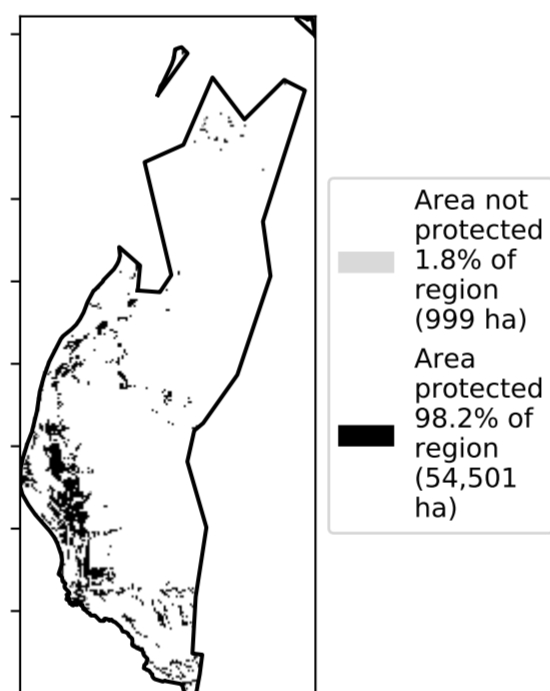 Area not
protected
1.8% of
region
(999 ha)
Area
protected
98.2% of
region
(54,501
ha)